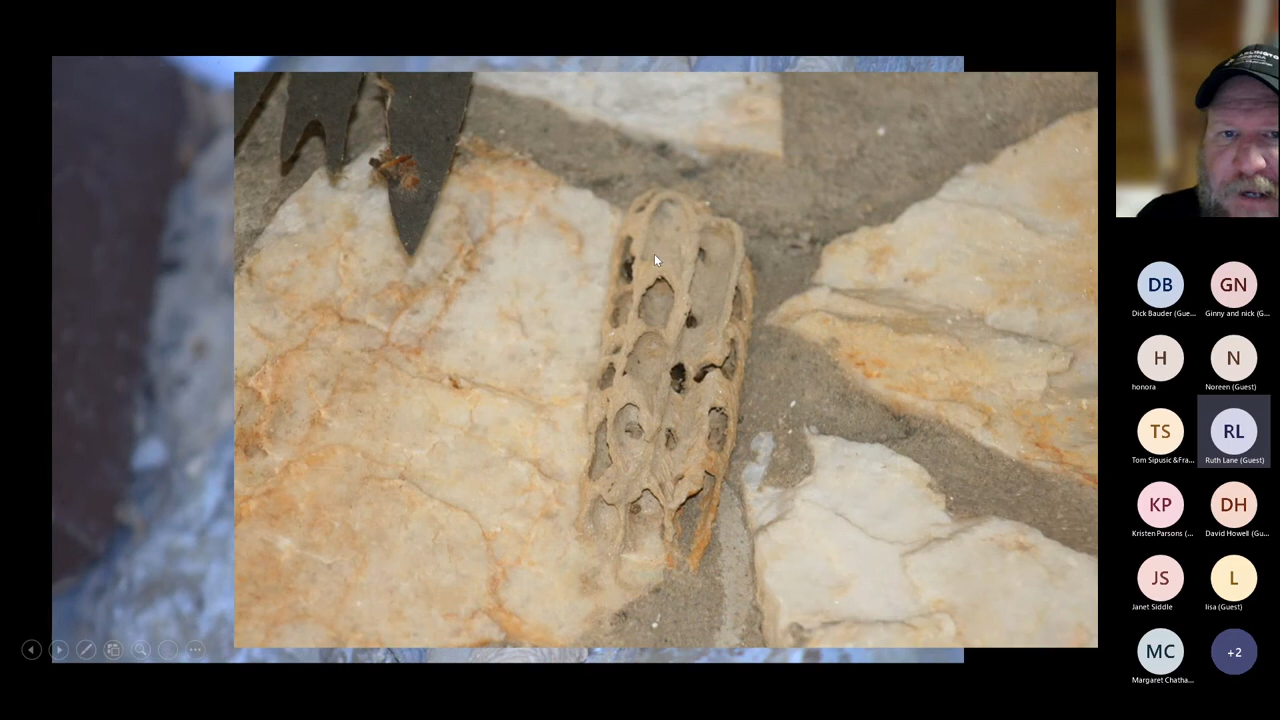 DB
Dick Bauder (Gue...
GN
Ginny and nick (G...
H
honora
N
Noreen (Guest)
TS
Tom Sipusic &Fra...
RL
Ruth Lane (Guest)
KP
Kristen Parsons (...
DH
David Howell (Gu...
JS
Janet Siddle
L
lisa (Guest)
MC
Margaret Chatha...
+2